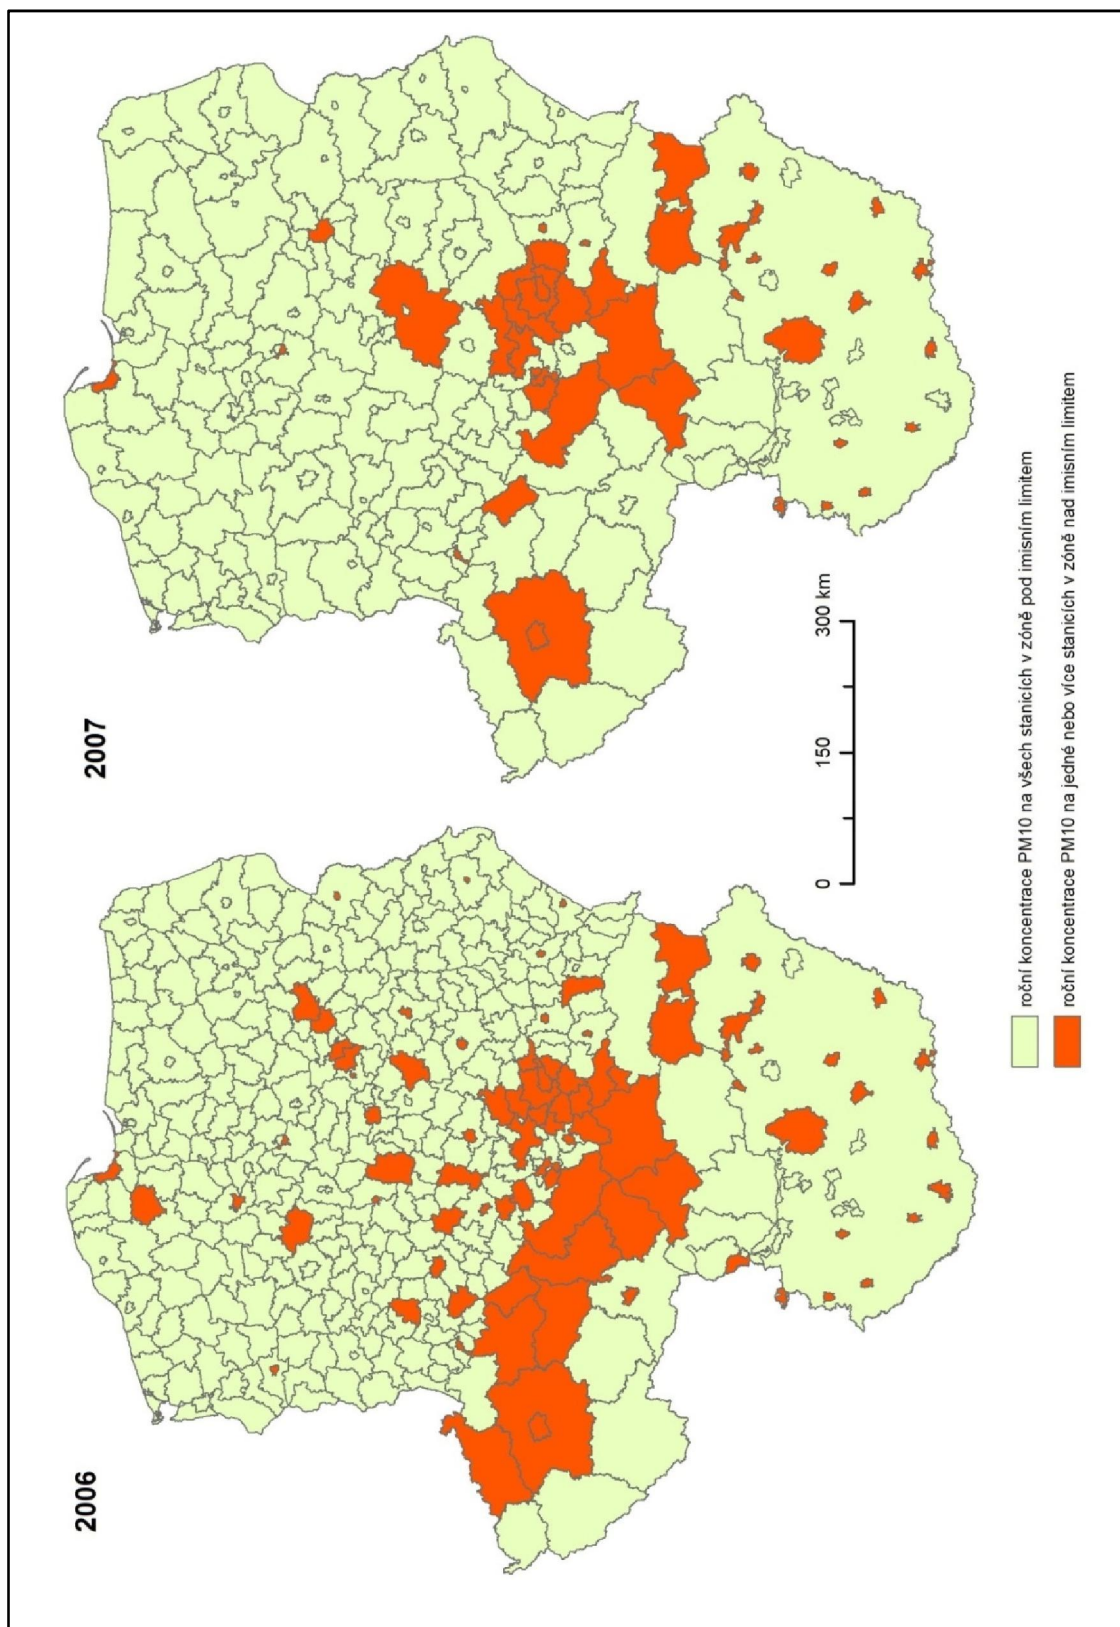 2006
2007
0 150 300 km
roční koncentrace PM10 na všech stanicích v zóně pod imisním limitem
roční koncentrace PM10 na jedné nebo více stanicích v zóně nad imisním limitem